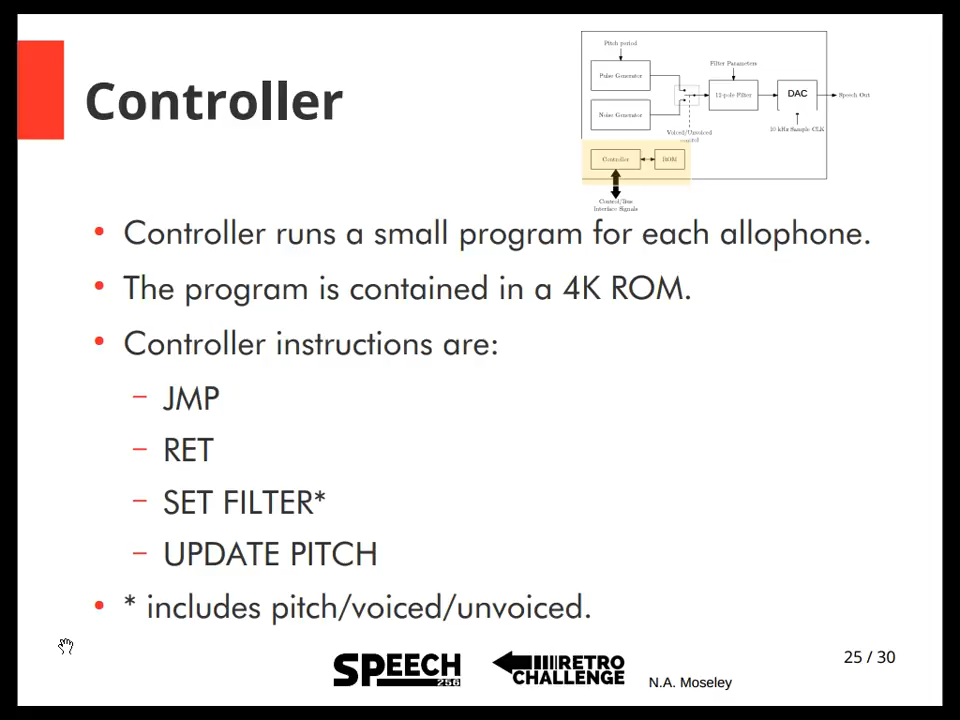 Controller
Pitch period
Pulse Generator
Noise Generator
Filter Parameters
12-pole Filter
DAC
Speech Out
10 kHz Sample CLK
Voiced/Unvoiced
control
Controller
ROM
Control/Bus
Interface Signals
• Controller runs a small program for each allophone.
• The program is contained in a 4K ROM.
• Controller instructions are:
– JMP
– RET
– SET FILTER*
– UPDATE PITCH
• * includes pitch/voiced/unvoiced.
SPEECH
256
RETRO
CHALLENGE
N.A. Moseley
25 / 30